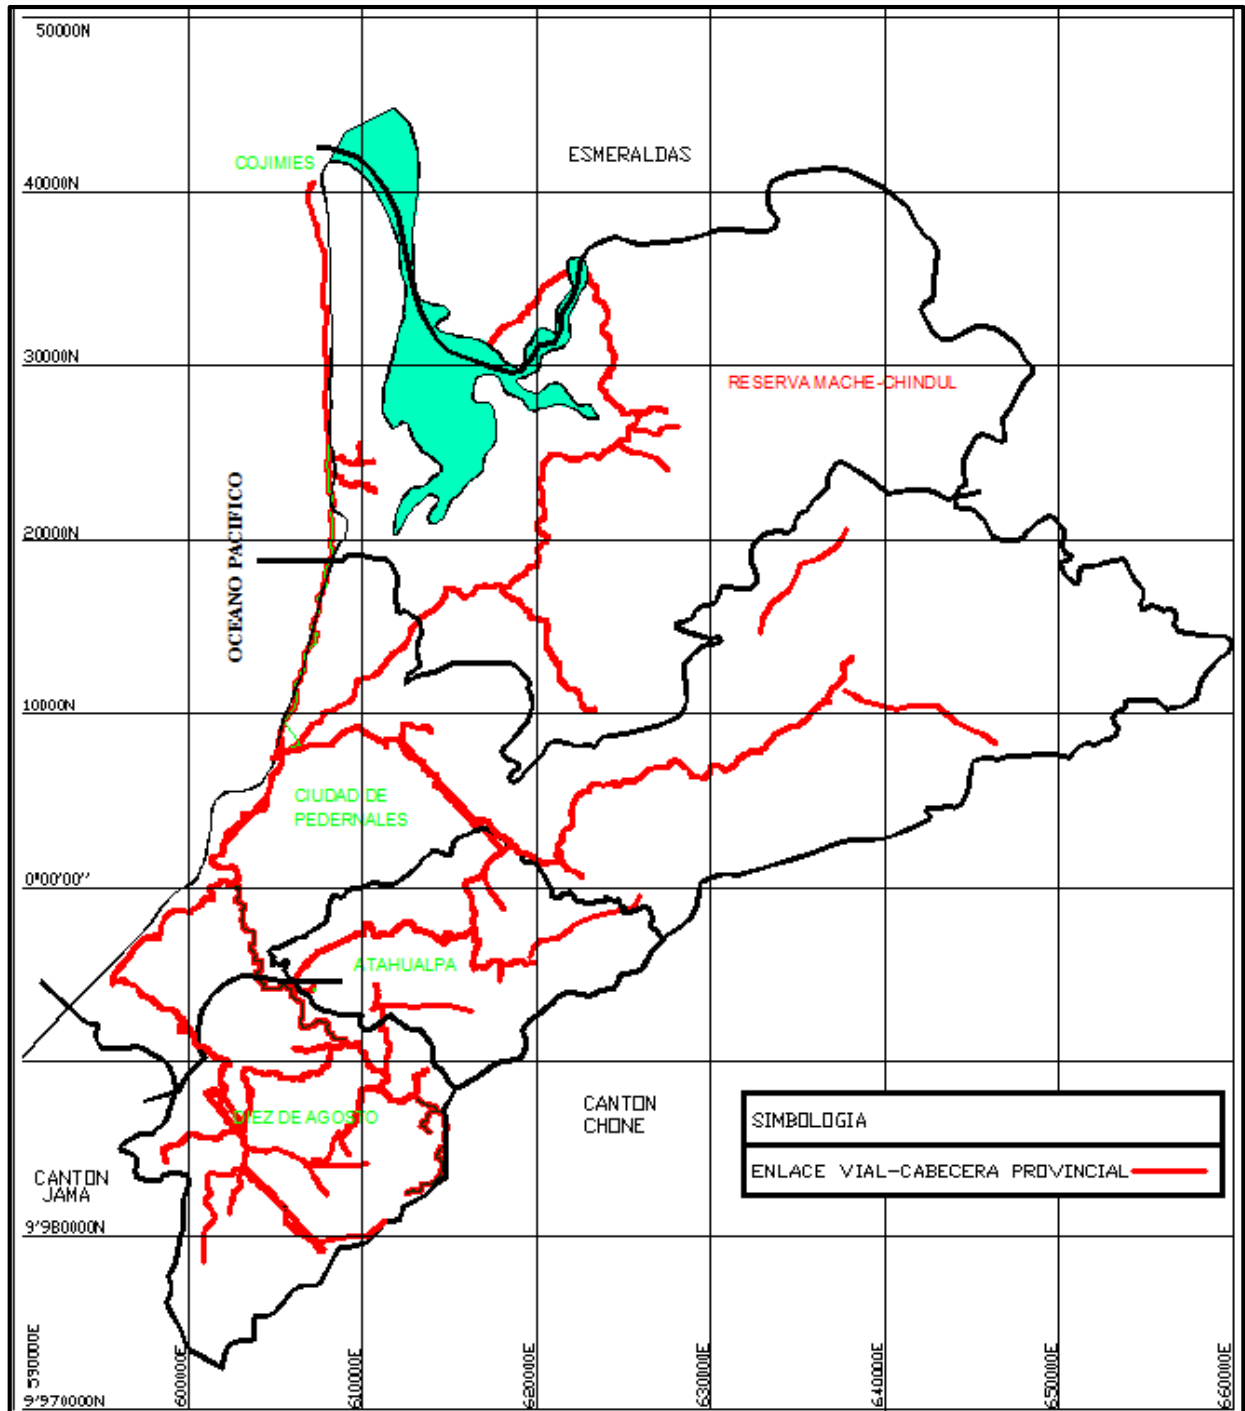 50000N
ESMERALDAS
COJIMIES
40000N
30000N
RESERVA MACHE-CHINDUL
OCEANO PACIFICO
20000N
10000N
CIUDAD DE
PEDERNALES
0°00'00''
ATAHUALPA
DIEZ DE AGOSTO
CANTON
CHONE
SIMBOLOGIA
ENLACE VIAL-CABECERA PROVINCIAL
CANTON
JAMA
9'980000N
590000E
600000E
610000E
620000E
630000E
640000E
650000E
660000E
9'970000N